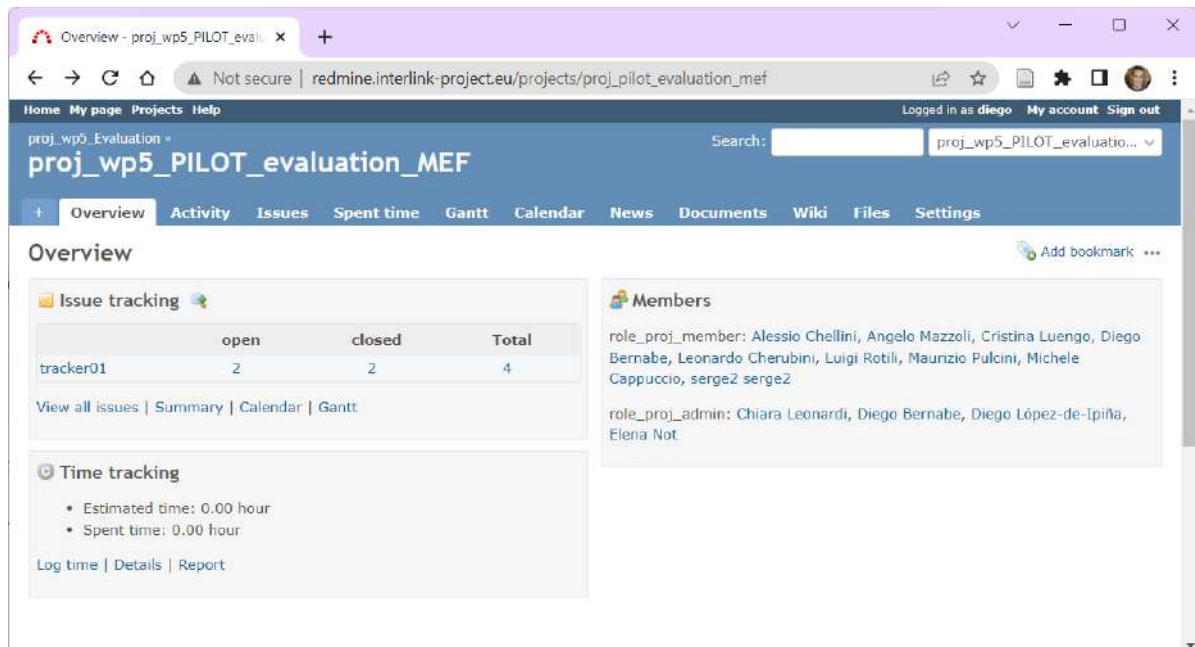 Overview - proj_wp5_PILOT_evalu
Not secure | redmine.interlink-project.eu/projects/proj_pilot_evaluation_mef
Home My page Projects Help
Logged in as diego My account Sign out
proj_wp5_Evaluation »
Search:
proj_wp5_PILOT_evaluatio...
proj_wp5_PILOT_evaluation_MEF
+ Overview Activity Issues Spent time Gantt Calendar News Documents Wiki Files Settings
Overview
Add bookmark
Issue tracking
open closed Total
tracker01 2 2 4
View all issues | Summary | Calendar | Gantt
Time tracking
• Estimated time: 0.00 hour
• Spent time: 0.00 hour
Log time | Details | Report
Members
role_proj_member: Alessio Chellini, Angelo Mazzoli, Cristina Luengo, Diego
Bernabe, Leonardo Cherubini, Luigi Rotili, Maurizio Pulcini, Michele
Cappuccio, serge2 serge2
role_proj_admin: Chiara Leonardi, Diego Bernabe, Diego López-de-Ipiña,
Elena Not